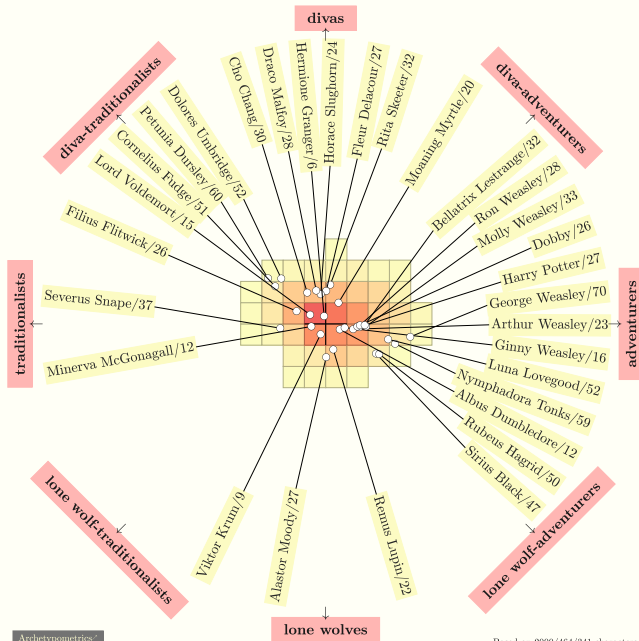 divas
diva-traditionalists
diva-adventurers
traditionalists
adventurers
lone wolf-traditionalists
lone wolf-adventurers
lone wolves
Cho Chang/30
Draco Malfoy/28
Hermione Granger/6
Horace Slughorn/24
Fleur Delacour/27
Rita Skeeter/32
Moaning Myrtle/20
Dolores Umbridge/52
Petunia Dursley/60
Cornelius Fudge/51
Lord Voldemort/15
Filius Flitwick/26
Severus Snape/37
Minerva McGonagall/12
Bellatrix Lestrange/32
Ron Weasley/28
Molly Weasley/33
Dobby/26
Harry Potter/27
George Weasley/70
Arthur Weasley/23
Ginny Weasley/16
Luna Lovegood/52
Nymphadora Tonks/59
Albus Dumbledore/12
Rubeus Hagrid/50
Sirius Black/47
Viktor Krum/9
Alastor Moody/27
Remus Lupin/22
Archetypometrics